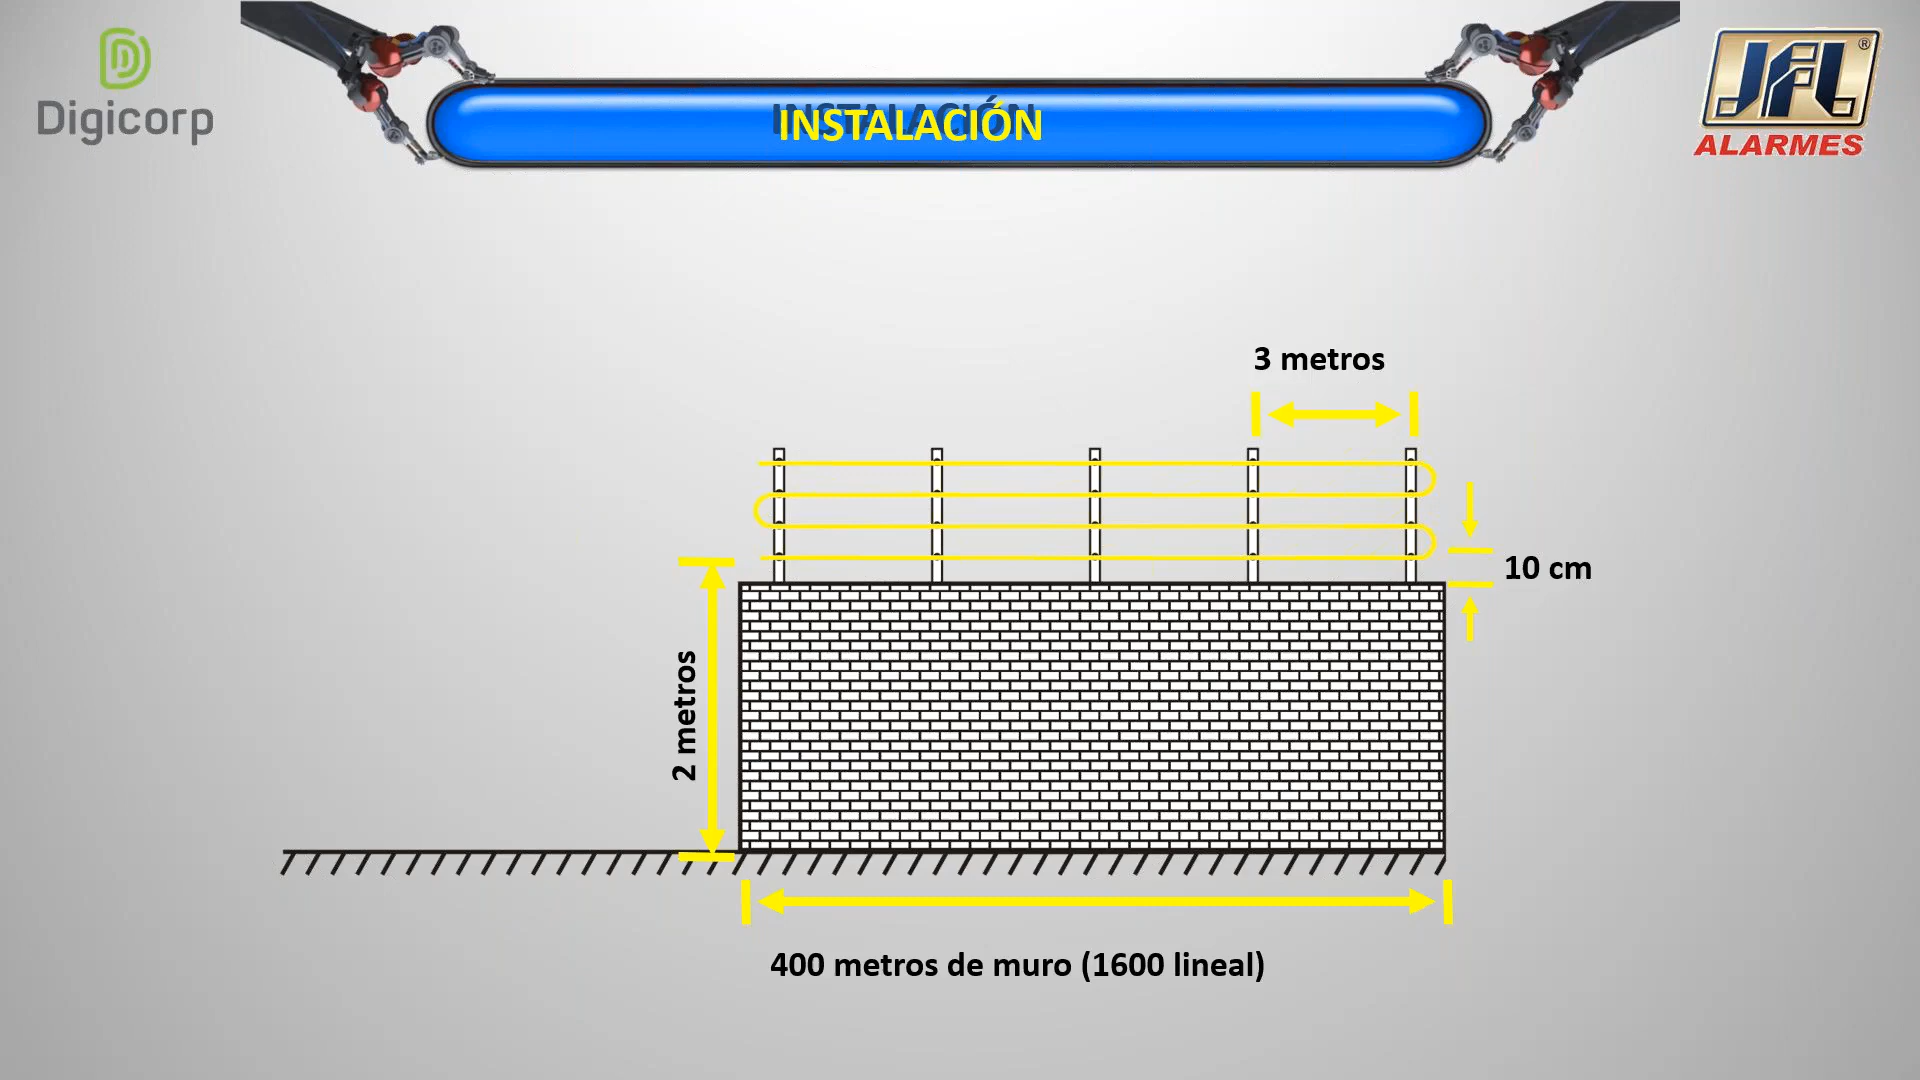 Digicorp
INSTALACIÓN
JFL®
ALARMES
3 metros
10 cm
2 metros
400 metros de muro (1600 lineal)